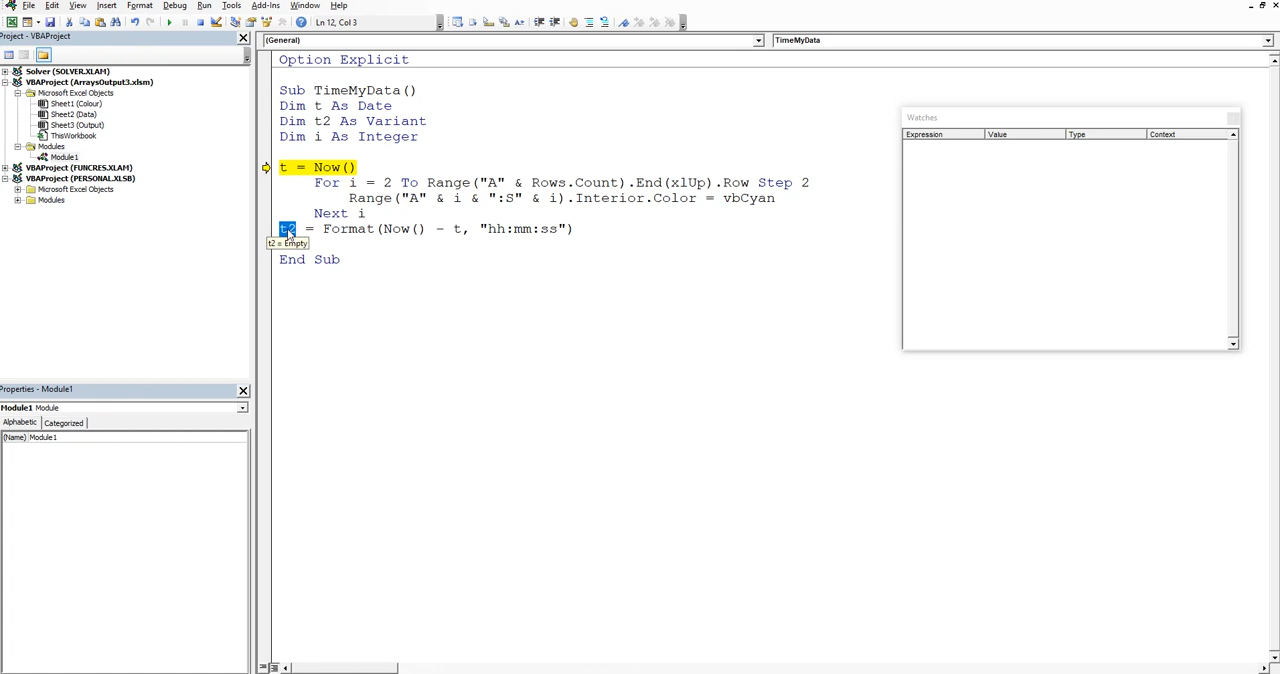 File Edit View Insert Format Debug Run Tools Add-Ins Window Help
Ln 12, Col 3
Project - VBAProject
(General)
TimeMyData
Solver (SOLVER.XLAM)
VBAProject (ArraysOutput3.xlsm)
Microsoft Excel Objects
Sheet1 (Colour)
Sheet2 (Data)
Sheet3 (Output)
ThisWorkbook
Modules
Module1
VBAProject (FUNCRES.XLAM)
VBAProject (PERSONAL.XLSB)
Microsoft Excel Objects
Modules
Option Explicit
Sub TimeMyData()
Dim t As Date
Dim t2 As Variant
Dim i As Integer
t = Now()
For i = 2 To Range("A" & Rows.Count).End(xlUp).Row Step 2
Range("A" & i & ":S" & i).Interior.Color = vbCyan
Next i
t2 = Format(Now() - t, "hh:mm:ss")
t2 = Empty
End Sub
Watches
Expression Value Type Context
Properties - Module1
Module1 Module
Alphabetic Categorized
(Name) Module1